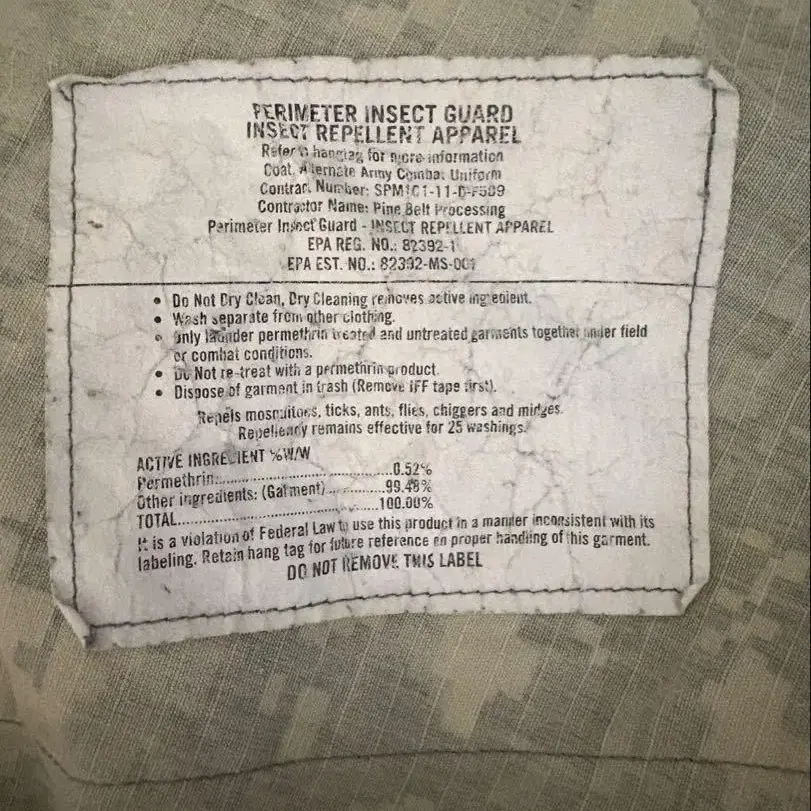 PERIMETER INSECT GUARD
INSECT REPELLENT APPAREL
Refer to hangtag for more information
Coat, Alternate Army Combat Uniform
Contract Number: SPM1C1-11-D-F509
Contractor Name: Pine Belt Processing
Perimeter Insect Guard - INSECT REPELLENT APPAREL
EPA REG. NO.: 82392-1
EPA EST. NO.: 82392-MS-001
• Do Not Dry Clean, Dry Cleaning removes active ingredient.
• Wash separate from other clothing.
• Only launder permethrin treated and untreated garments together under field
or combat conditions.
• Do Not re-treat with a permethrin product.
• Dispose of garment in trash (Remove IFF tape first).
Repels mosquitoes, ticks, ants, flies, chiggers and midges.
Repellency remains effective for 25 washings.
ACTIVE INGREDIENT %W/W
Permethrin..............................0.52%
Other ingredients: (Garment)............99.48%
TOTAL...................................100.00%
It is a violation of Federal Law to use this product in a manner inconsistent with its
labeling. Retain hang tag for future reference on proper handling of this garment.
DO NOT REMOVE THIS LABEL